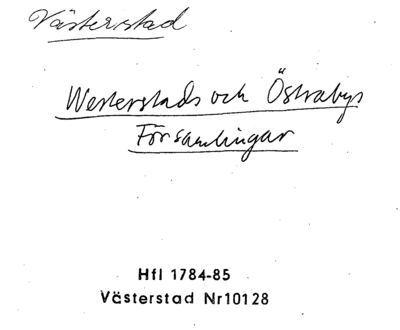 Västerstad
Westerstads och Östrabys
Församlingar
Hfl 1784-85
Västerstad Nr10128